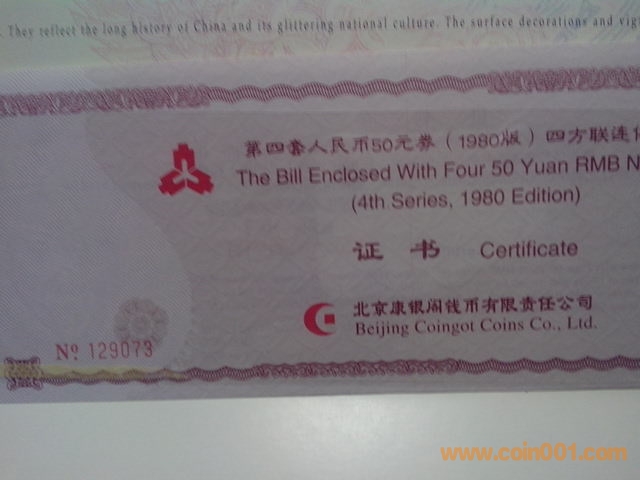 . They reflect the long history of China and its glittering national culture. The surface decorations and
第四套人民币50元券（1980版）四方联连
The Bill Enclosed With Four 50 Yuan RMB
(4th Series, 1980 Edition)
证 书 Certificate
北京康银阁钱币有限责任公司
Beijing Coingot Coins Co., Ltd.
Nº 129073
www.coin001.com